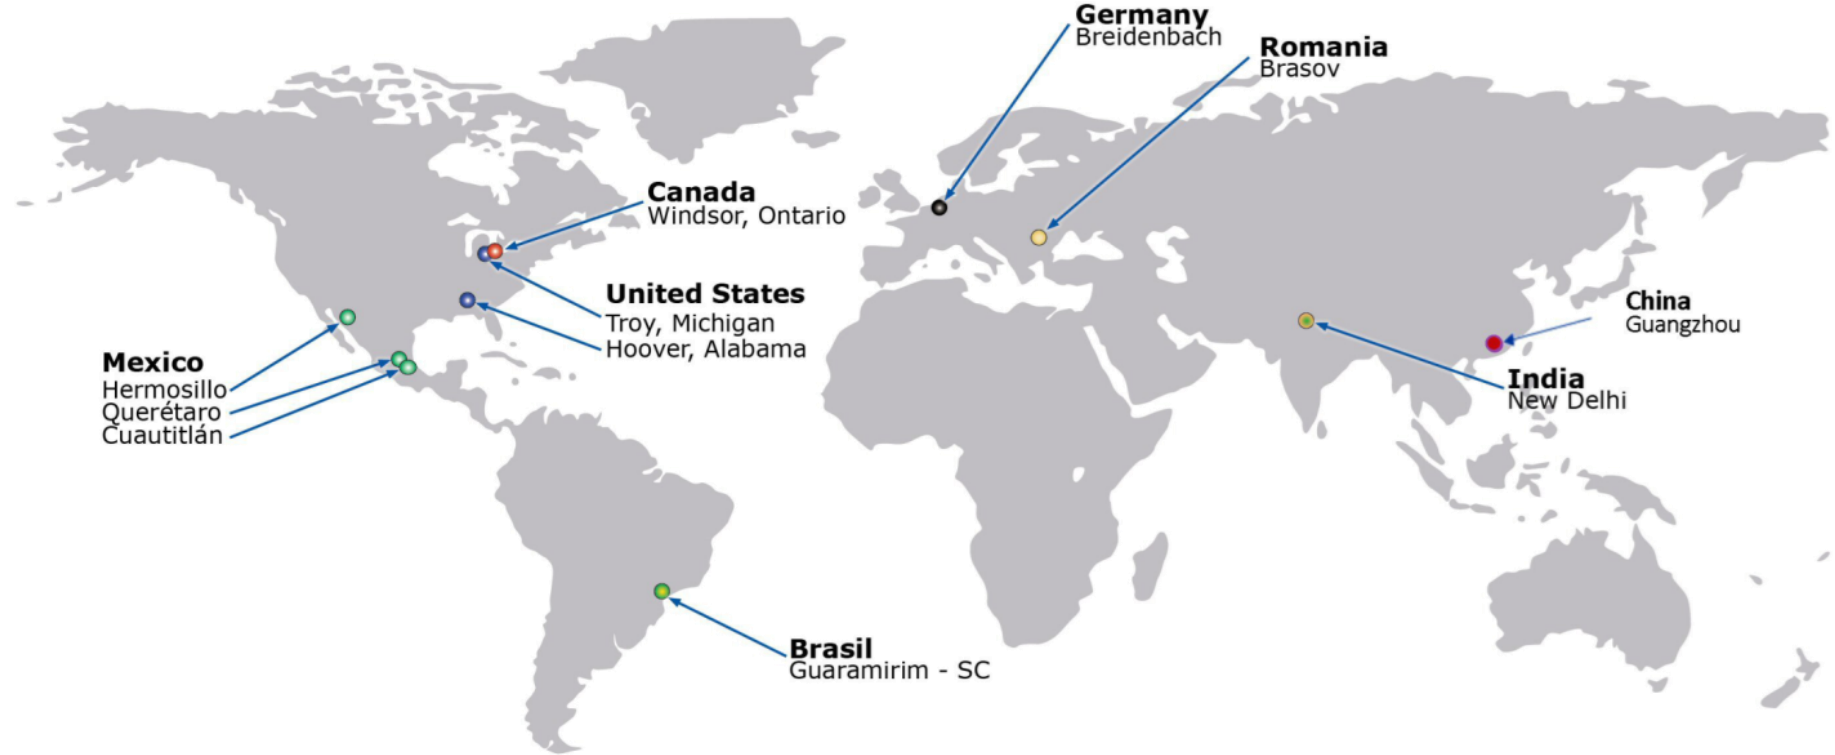 Germany
Breidenbach
Romania
Brasov
Canada
Windsor, Ontario
United States
Troy, Michigan
Hoover, Alabama
China
Guangzhou
Mexico
Hermosillo
Querétaro
Cuautitlán
India
New Delhi
Brasil
Guaramirim - SC